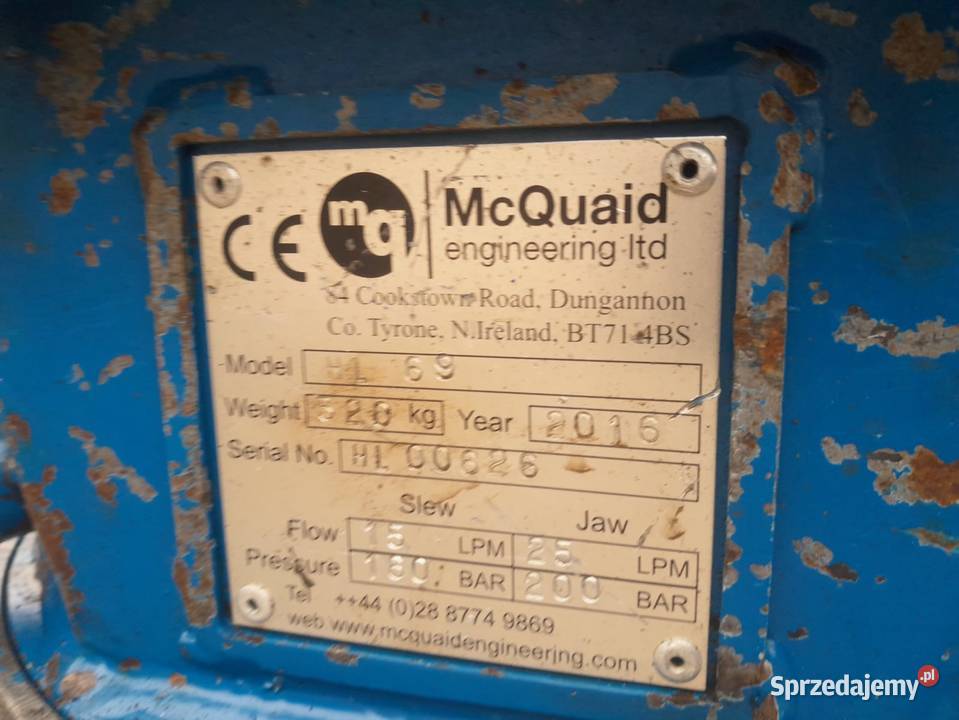 CE mq McQuaid
engineering ltd
84 Cookstown Road, Dungannon
Co. Tyrone, N.Ireland, BT71 4BS
Model HL 69
Weight 520 kg Year 2016
Serial No. HL 00626
Slew Jaw
Flow 15 LPM 25 LPM
Pressure 180 BAR 200 BAR
Tel ++44 (0)28 8774 9869
web www.mcquaidengineering.com
Sprzedajemy.pl